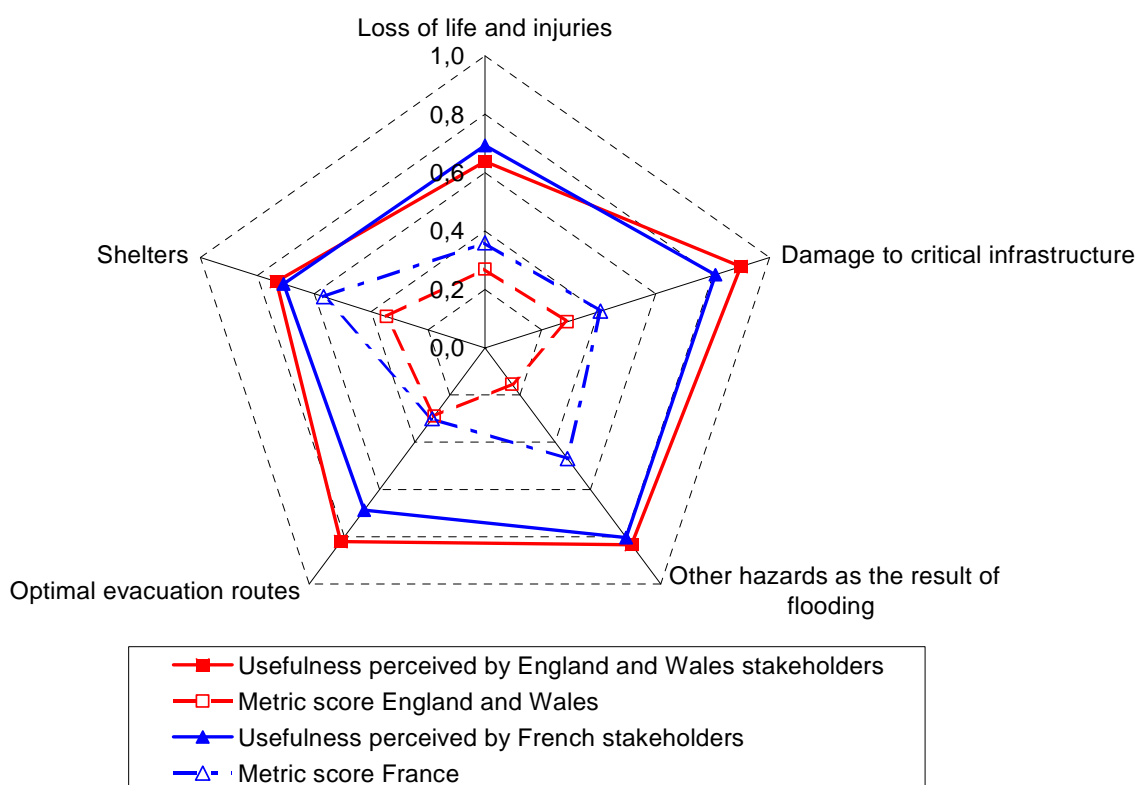 Loss of life and injuries
1,0
0,8
0,6
0,4
0,2
0,0
Shelters
Damage to critical infrastructure
Optimal evacuation routes
Other hazards as the result of
flooding
Usefulness perceived by England and Wales stakeholders
Metric score England and Wales
Usefulness perceived by French stakeholders
Metric score France